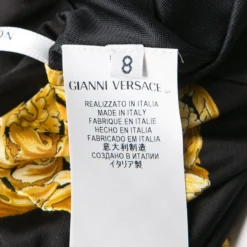 8
GIANNI VERSACE
REALIZZATO IN ITALIA
MADE IN ITALY
FABRIQUE EN ITALIE
HECHO EN ITALIA
FABRICADO EM ITALIA
意大利制造
СОЗДАНО В ИТАЛИИ
イタリア製